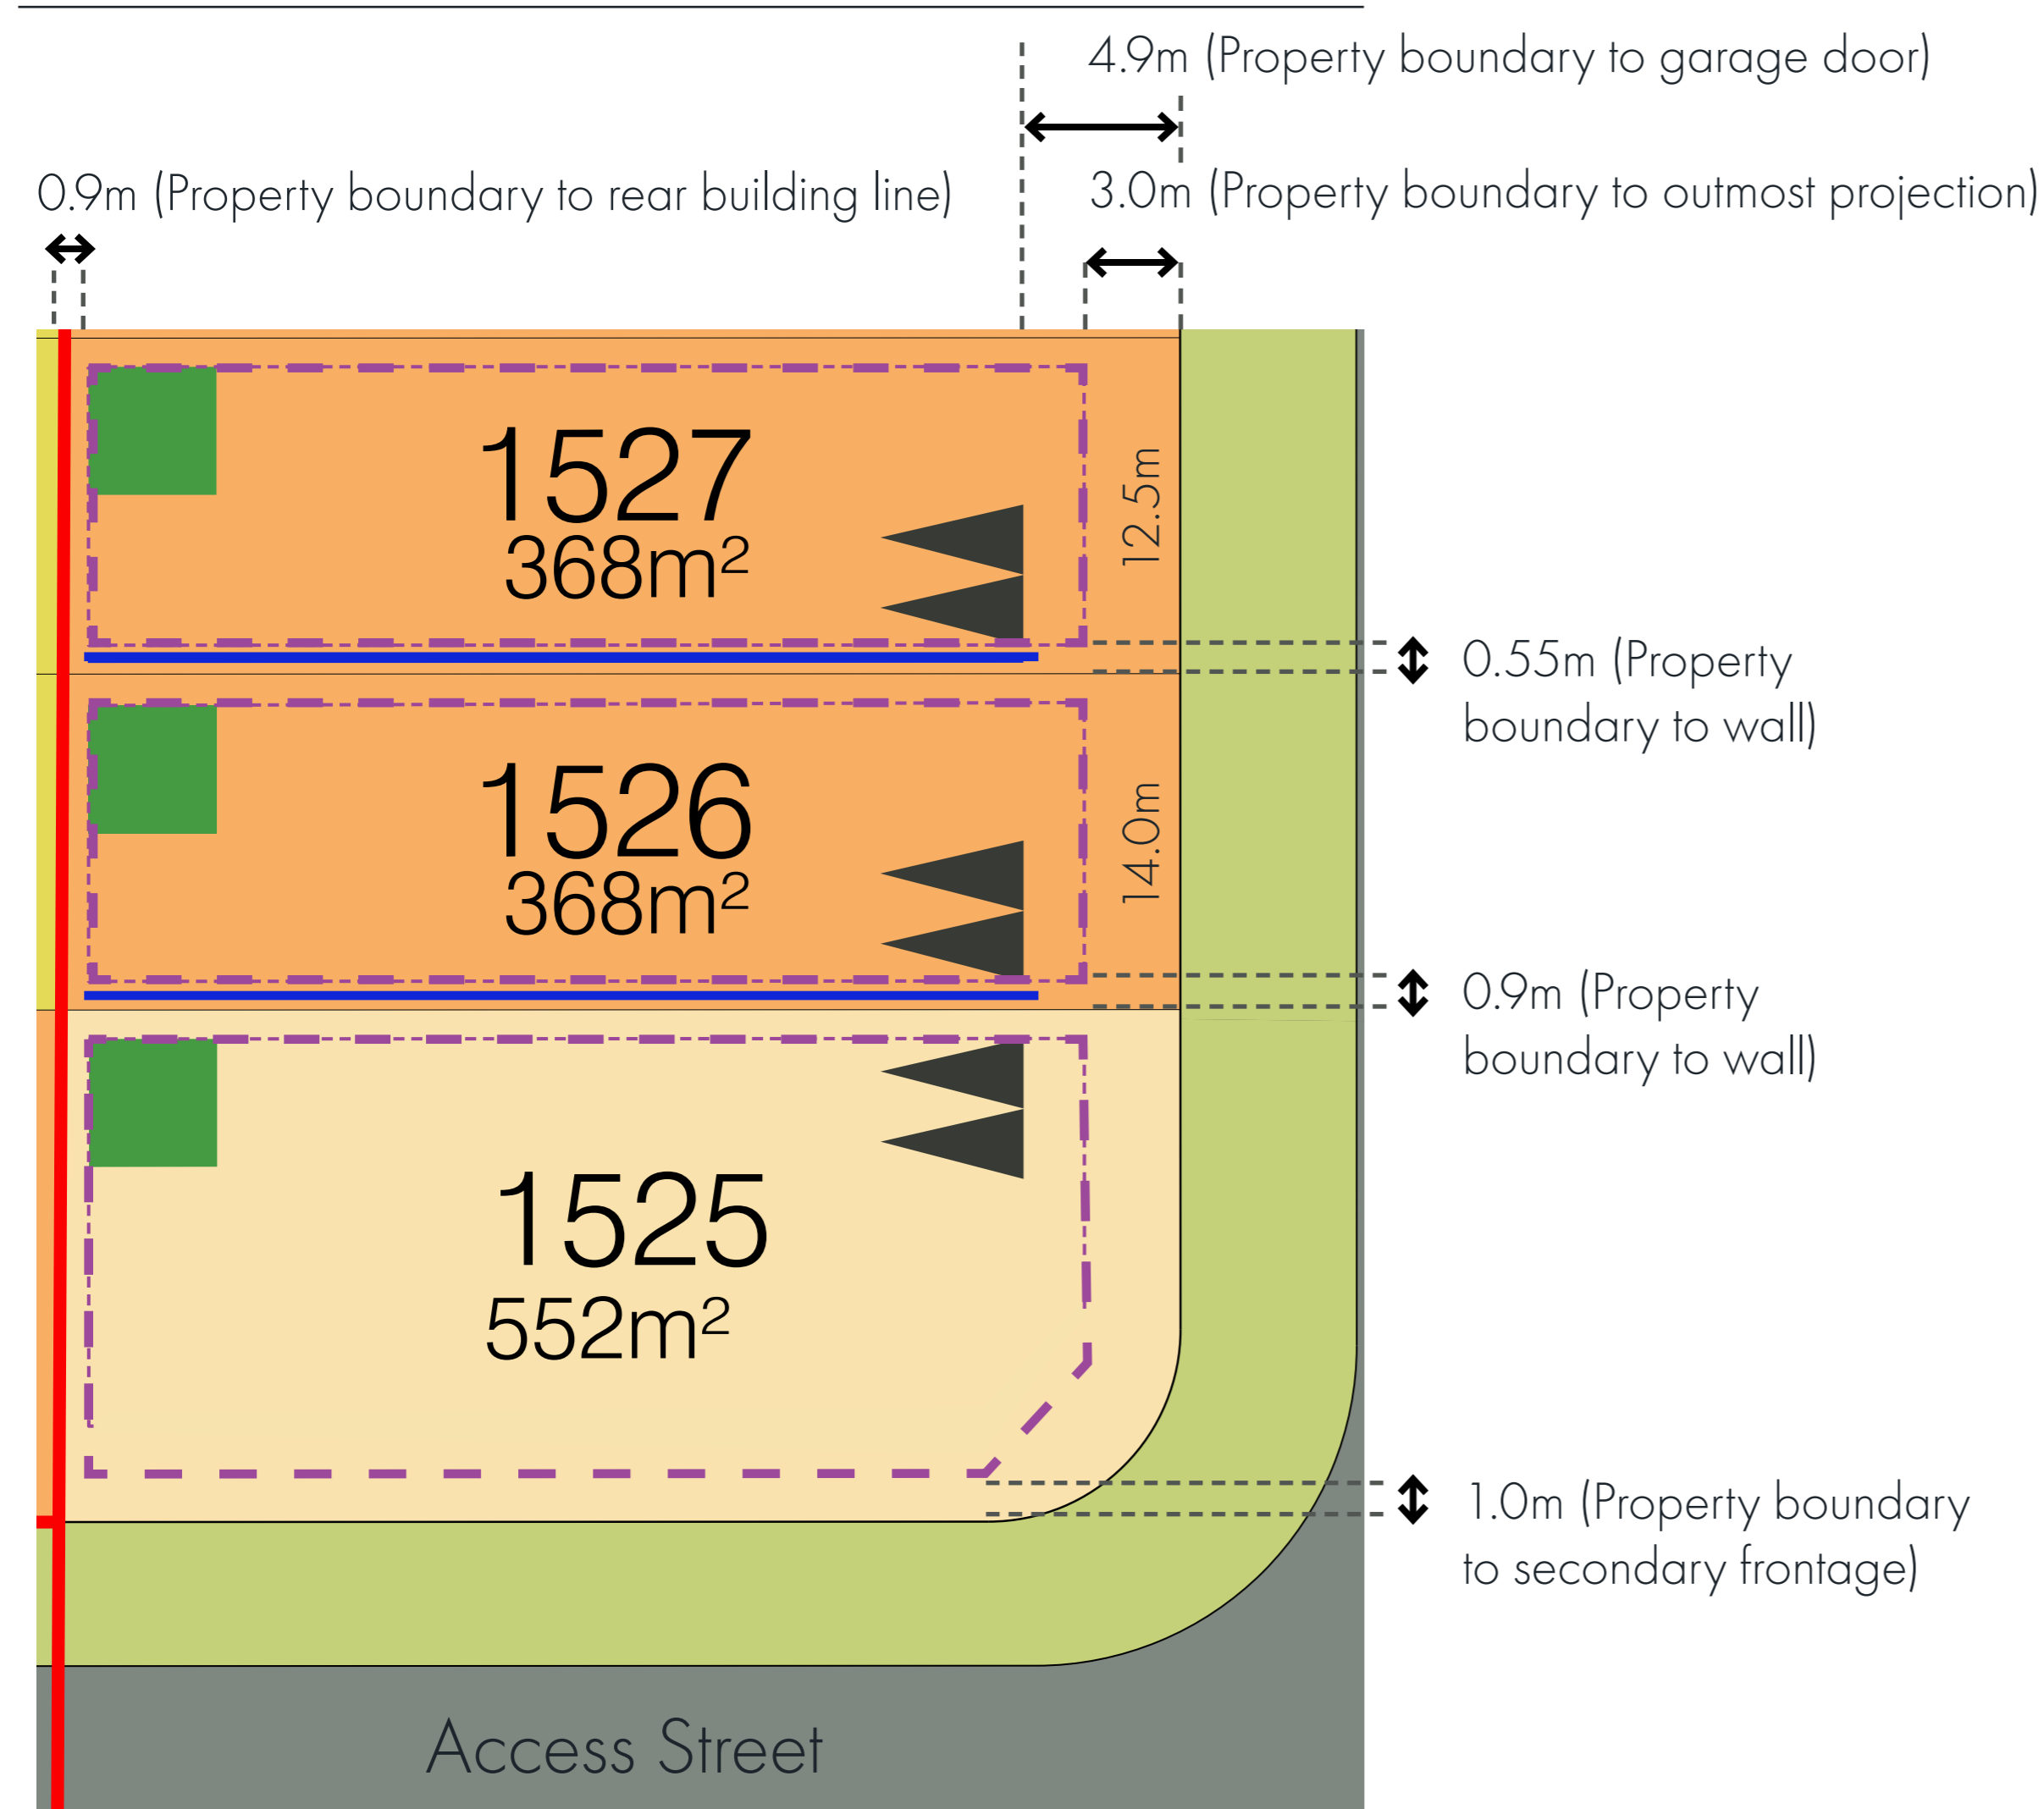 4.9m (Property boundary to garage door)
0.9m (Property boundary to rear building line)
3.0m (Property boundary to outmost projection)
1527
368m²
12.5m
0.55m (Property
boundary to wall)
1526
368m²
14.0m
0.9m (Property
boundary to wall)
1525
552m²
1.0m (Property boundary
to secondary frontage)
Access Street